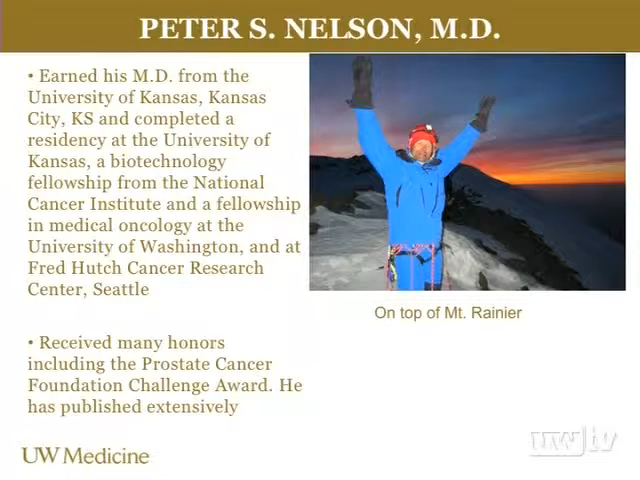 PETER S. NELSON, M.D.
• Earned his M.D. from the
University of Kansas, Kansas
City, KS and completed a
residency at the University of
Kansas, a biotechnology
fellowship from the National
Cancer Institute and a fellowship
in medical oncology at the
University of Washington, and at
Fred Hutch Cancer Research
Center, Seattle
On top of Mt. Rainier
• Received many honors
including the Prostate Cancer
Foundation Challenge Award. He
has published extensively
UW Medicine
uwtv